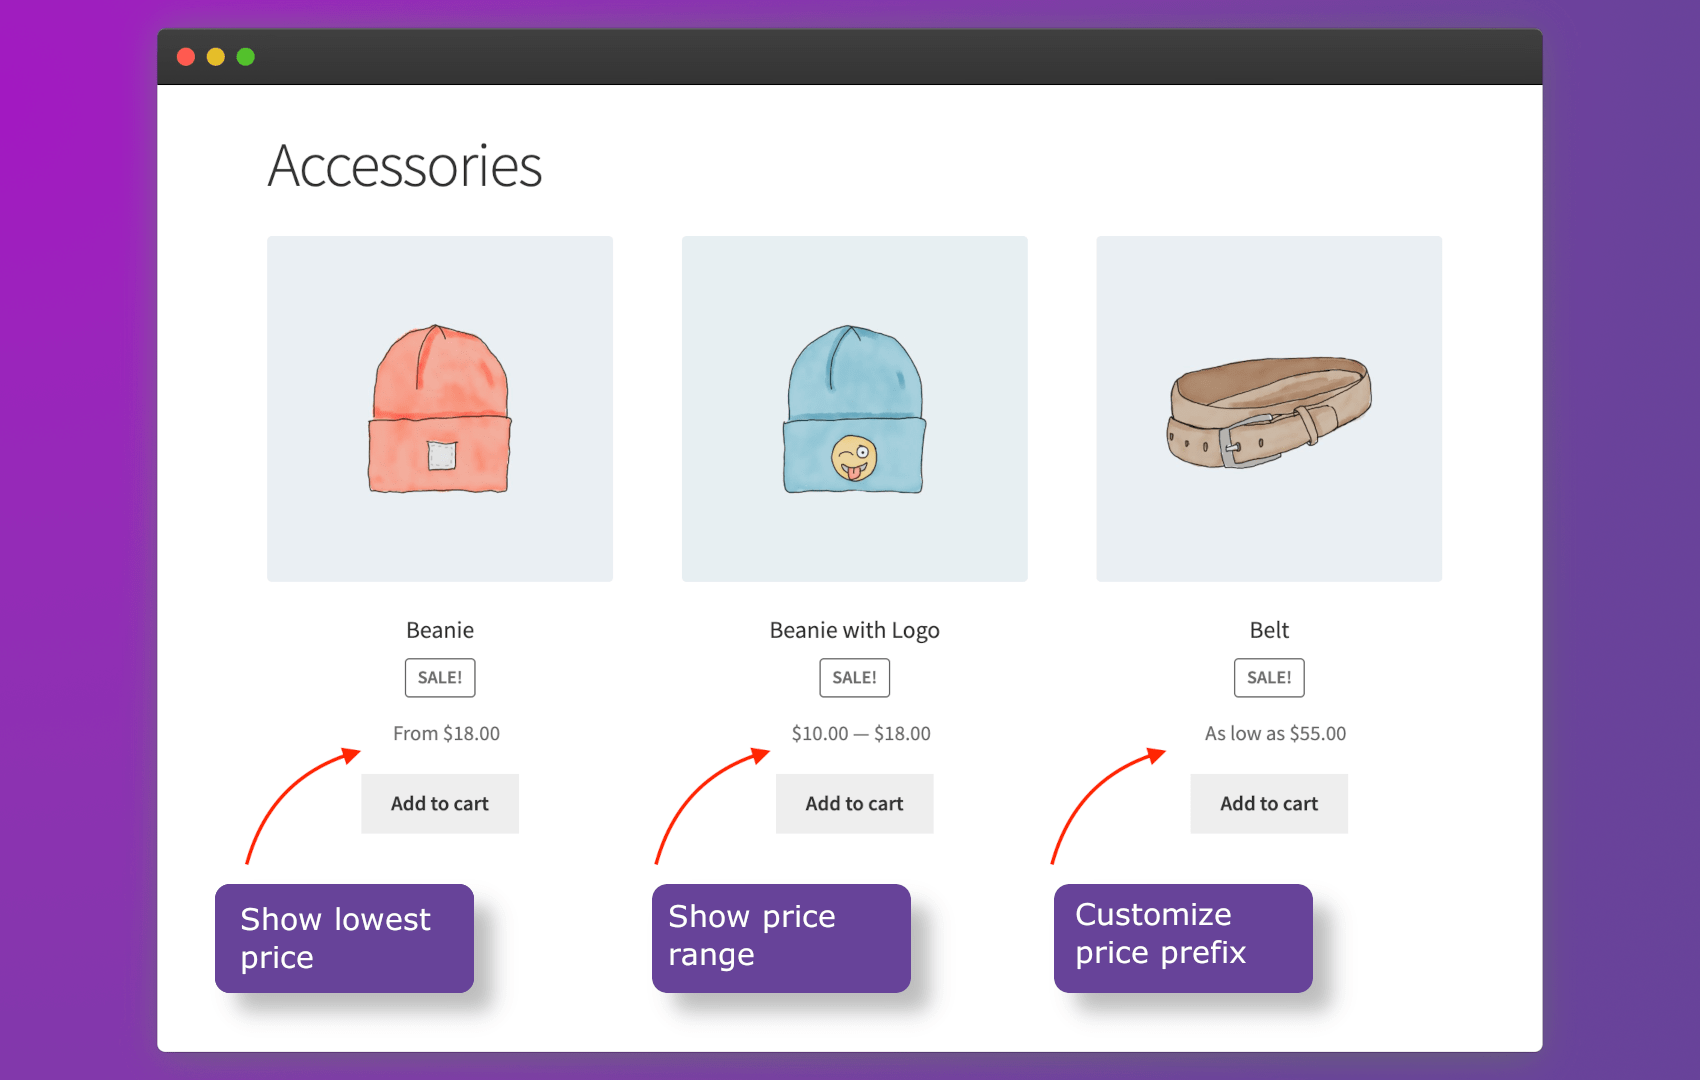 Accessories
Beanie
SALE!
From $18.00
Add to cart
Beanie with Logo
SALE!
$10.00 — $18.00
Add to cart
Belt
SALE!
As low as $55.00
Add to cart
Show lowest
price
Show price
range
Customize
price prefix